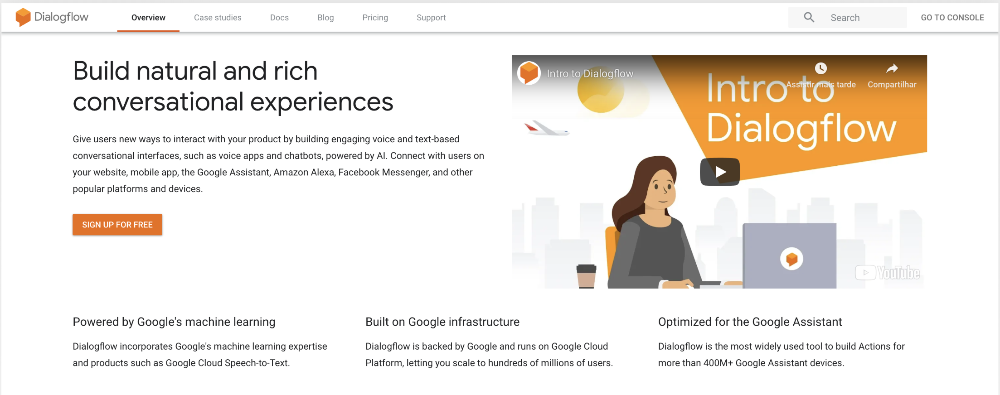 Dialogflow
Overview
Case studies
Docs
Blog
Pricing
Support
Search
GO TO CONSOLE
Build natural and rich
conversational experiences
Give users new ways to interact with your product by building engaging voice and text-based
conversational interfaces, such as voice apps and chatbots, powered by AI. Connect with users on
your website, mobile app, the Google Assistant, Amazon Alexa, Facebook Messenger, and other
popular platforms and devices.
SIGN UP FOR FREE
Intro to Dialogflow
Assistir mais tarde
Compartilhar
Intro to
Dialogflow
YouTube
Powered by Google's machine learning
Dialogflow incorporates Google's machine learning expertise
and products such as Google Cloud Speech-to-Text.
Built on Google infrastructure
Dialogflow is backed by Google and runs on Google Cloud
Platform, letting you scale to hundreds of millions of users.
Optimized for the Google Assistant
Dialogflow is the most widely used tool to build Actions for
more than 400M+ Google Assistant devices.